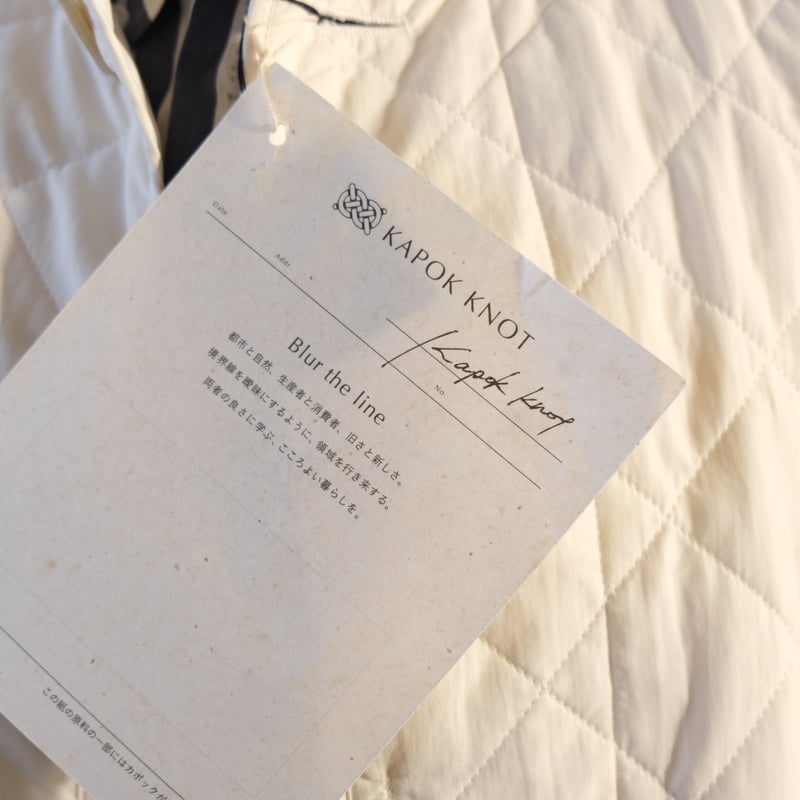 KAPOK KNOT
Date.
Addr.
Kapok Knot
No.
Blur the line
都市と自然、生産者と消費者、旧さと新しさ。
境界線を曖昧にするように、領域を行き来する。
両者の良さに学ぶ、こころよい暮らしを。
この紙の原料の一部にはカポックが